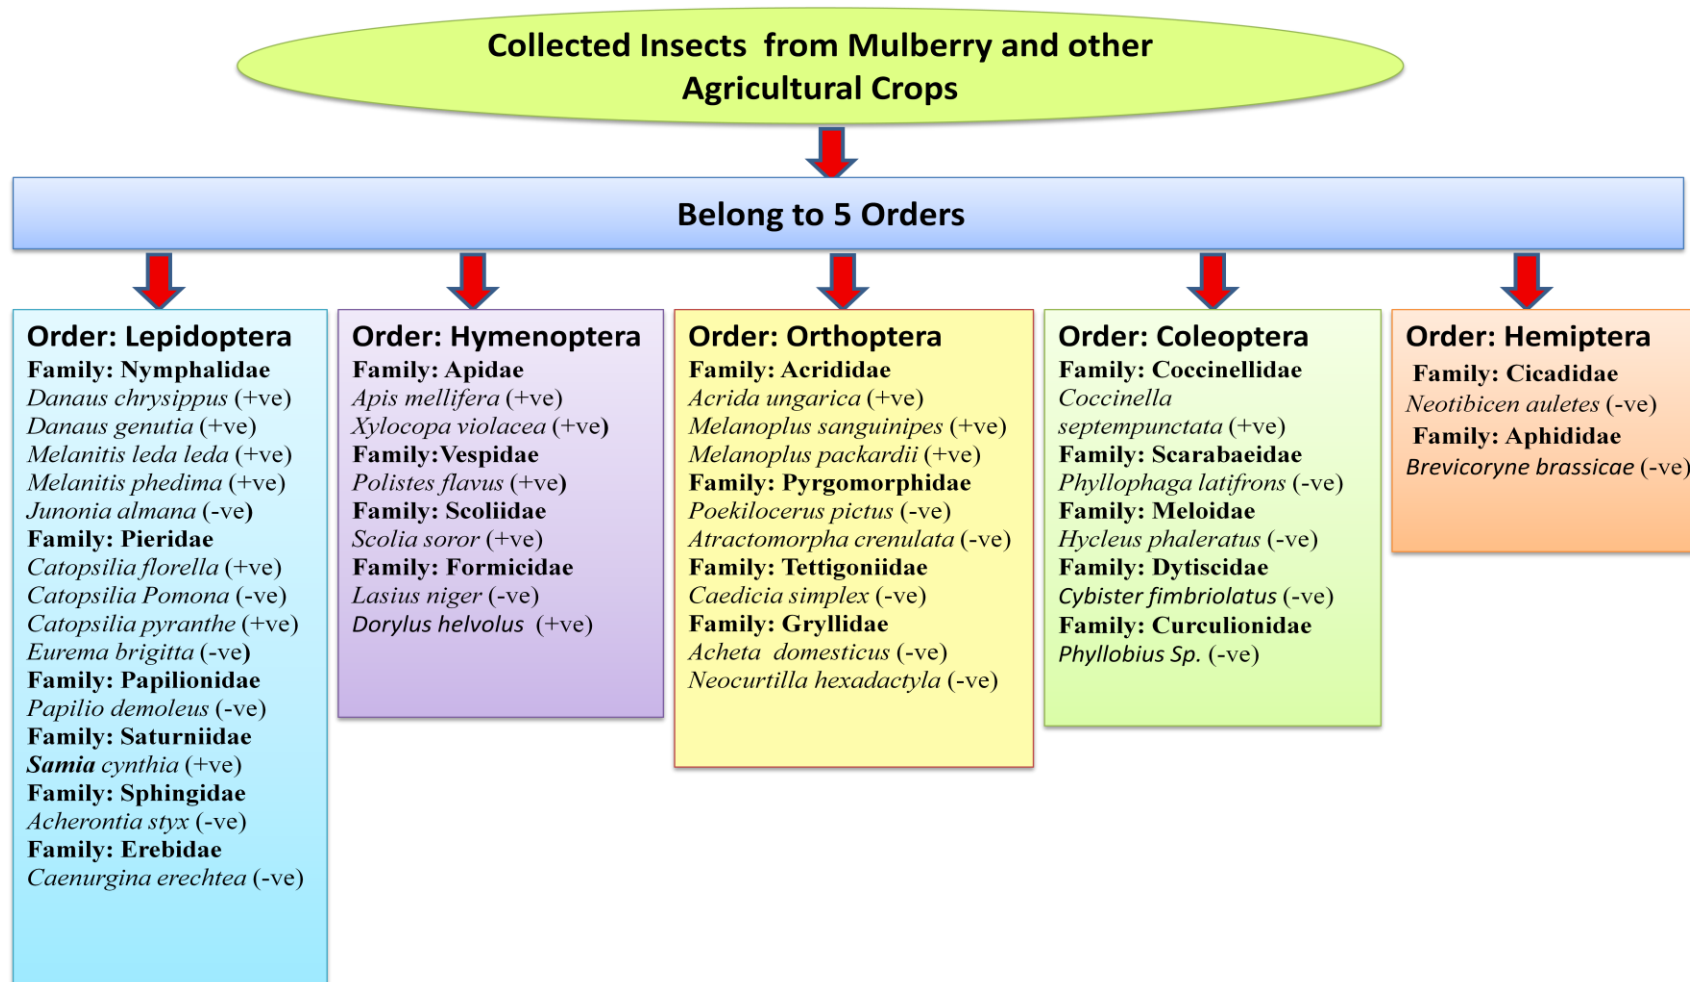 Collected Insects from Mulberry and other
Agricultural Crops
Belong to 5 Orders
Order: Lepidoptera
Family: Nymphalidae
Danaus chrysippus (+ve)
Danaus genutia (+ve)
Melanitis leda leda (+ve)
Melanitis phedima (+ve)
Junonia almana (-ve)
Family: Pieridae
Catopsilia florella (+ve)
Catopsilia Pomona (-ve)
Catopsilia pyranthe (+ve)
Eurema brigitta (-ve)
Family: Papilionidae
Papilio demoleus (-ve)
Family: Saturniidae
Samia cynthia (+ve)
Family: Sphingidae
Acherontia styx (-ve)
Family: Erebidae
Caenurgina erechtea (-ve)
Order: Hymenoptera
Family: Apidae
Apis mellifera (+ve)
Xylocopa violacea (+ve)
Family:Vespidae
Polistes flavus (+ve)
Family: Scoliidae
Scolia soror (+ve)
Family: Formicidae
Lasius niger (-ve)
Dorylus helvolus (+ve)
Order: Orthoptera
Family: Acrididae
Acrida ungarica (+ve)
Melanoplus sanguinipes (+ve)
Melanoplus packardii (+ve)
Family: Pyrgomorphidae
Poekilocerus pictus (-ve)
Atractomorpha crenulata (-ve)
Family: Tettigoniidae
Caedicia simplex (-ve)
Family: Gryllidae
Acheta domesticus (-ve)
Neocurtilla hexadactyla (-ve)
Order: Coleoptera
Family: Coccinellidae
Coccinella
septempunctata (+ve)
Family: Scarabaeidae
Phyllophaga latifrons (-ve)
Family: Meloidae
Hycleus phaleratus (-ve)
Family: Dytiscidae
Cybister fimbriolatus (-ve)
Family: Curculionidae
Phyllobius Sp. (-ve)
Order: Hemiptera
Family: Cicadidae
Neotibicen auletes (-ve)
Family: Aphididae
Brevicoryne brassicae (-ve)